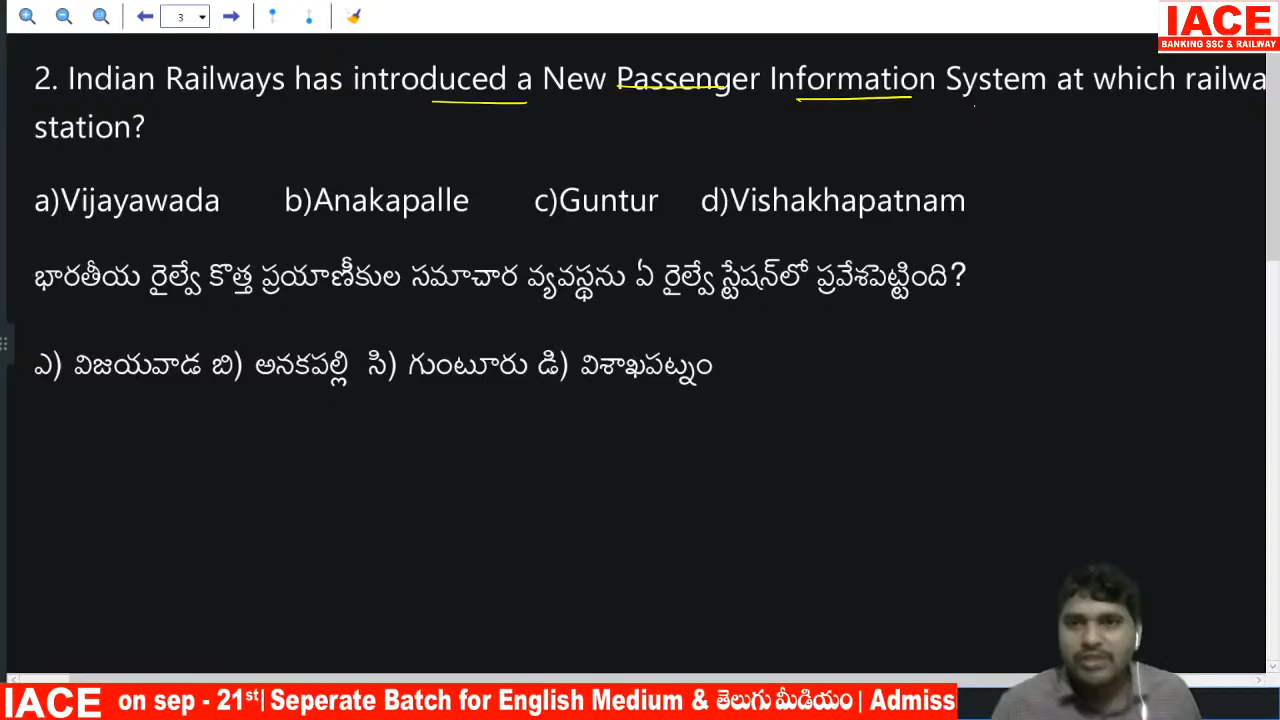 3
IACE
BANKING SSC & RAILWAY
2. Indian Railways has introduced a New Passenger Information System at which railwa
station?
a)Vijayawada b)Anakapalle c)Guntur d)Vishakhapatnam
భారతీయ రైల్వే కొత్త ప్రయాణీకుల సమాచార వ్యవస్థను ఏ రైల్వే స్టేషన్‌లో ప్రవేశపెట్టింది?
ఎ) విజయవాడ బి) అనకపల్లి సి) గుంటూరు డి) విశాఖపట్నం
IACE on sep - 21st| Seperate Batch for English Medium & తెలుగు మీడియం | Admiss